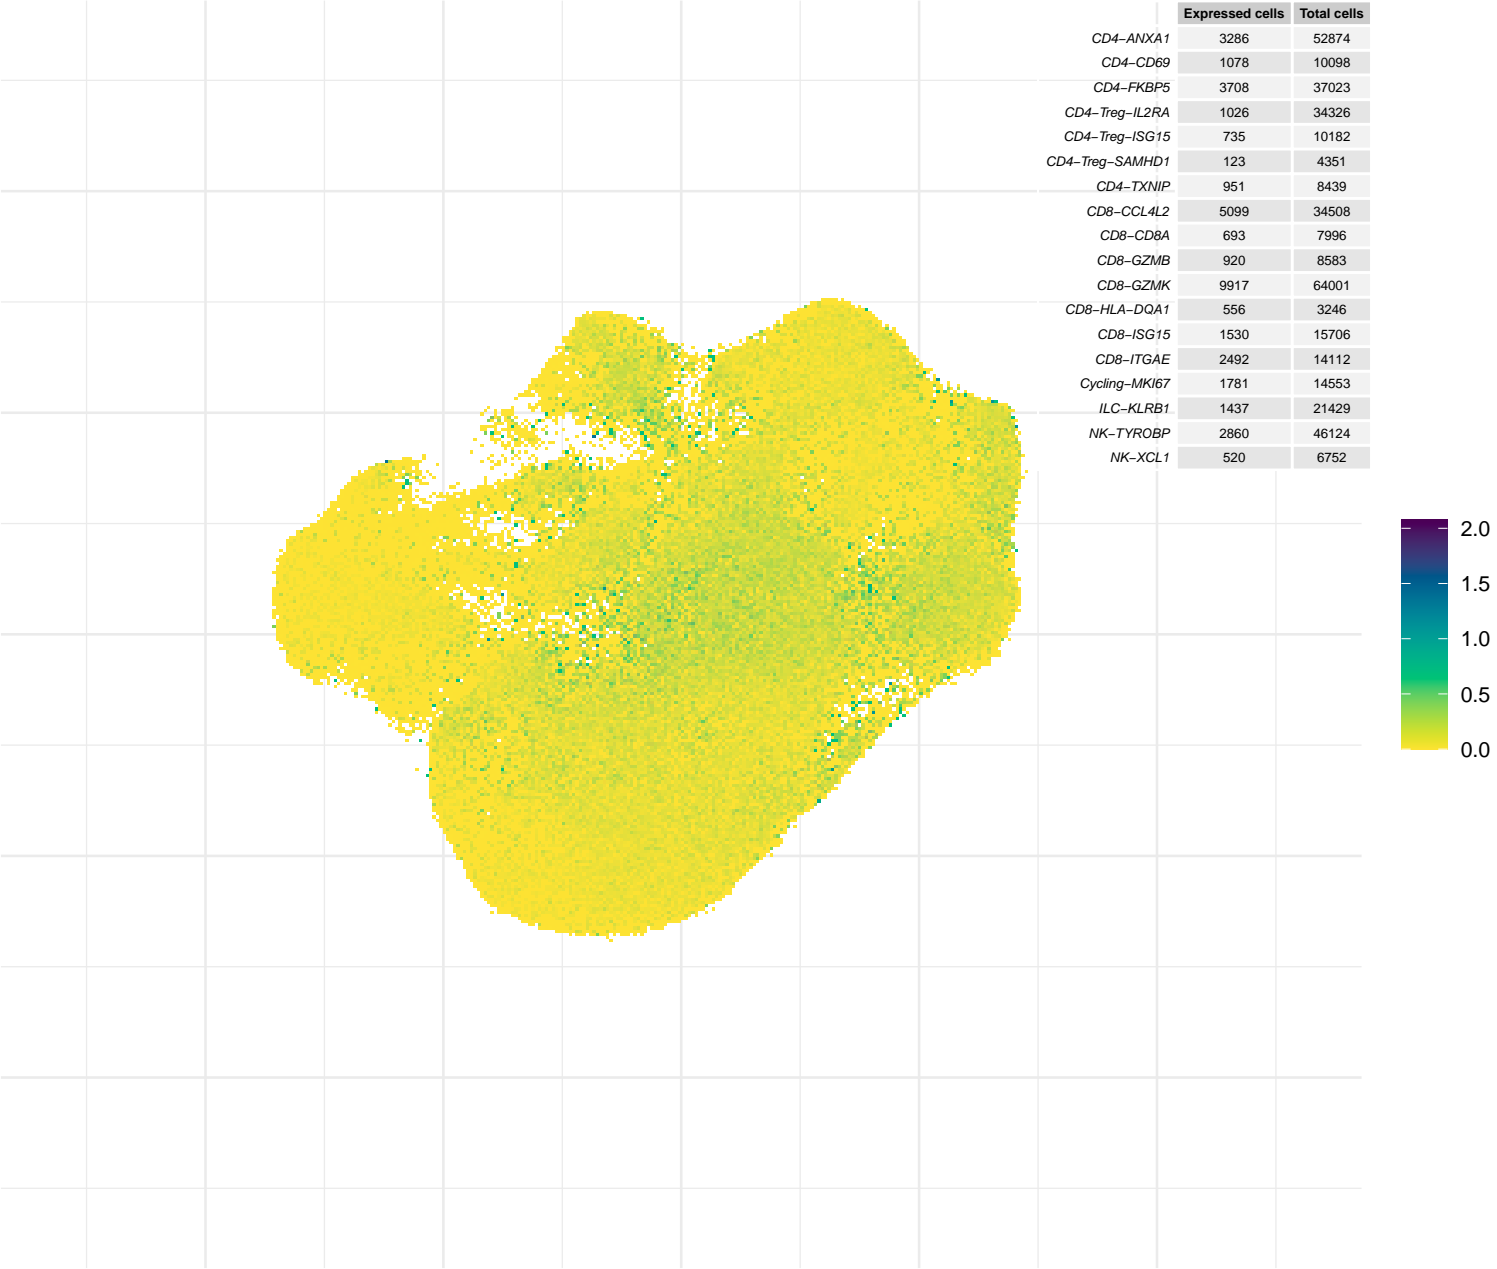 Expressed cells Total cells
CD4−ANXA1 3286 52874
CD4−CD69 1078 10098
CD4−FKBP5 3708 37023
CD4−Treg−IL2RA 1026 34326
CD4−Treg−ISG15 735 10182
CD4−Treg−SAMHD1 123 4351
CD4−TXNIP 951 8439
CD8−CCL4L2 5099 34508
CD8−CD8A 693 7996
CD8−GZMB 920 8583
CD8−GZMK 9917 64001
CD8−HLA−DQA1 556 3246
CD8−ISG15 1530 15706
CD8−ITGAE 2492 14112
Cycling−MKI67 1781 14553
ILC−KLRB1 1437 21429
NK−TYROBP 2860 46124
NK−XCL1 520 6752
2.0
1.5
1.0
0.5
0.0